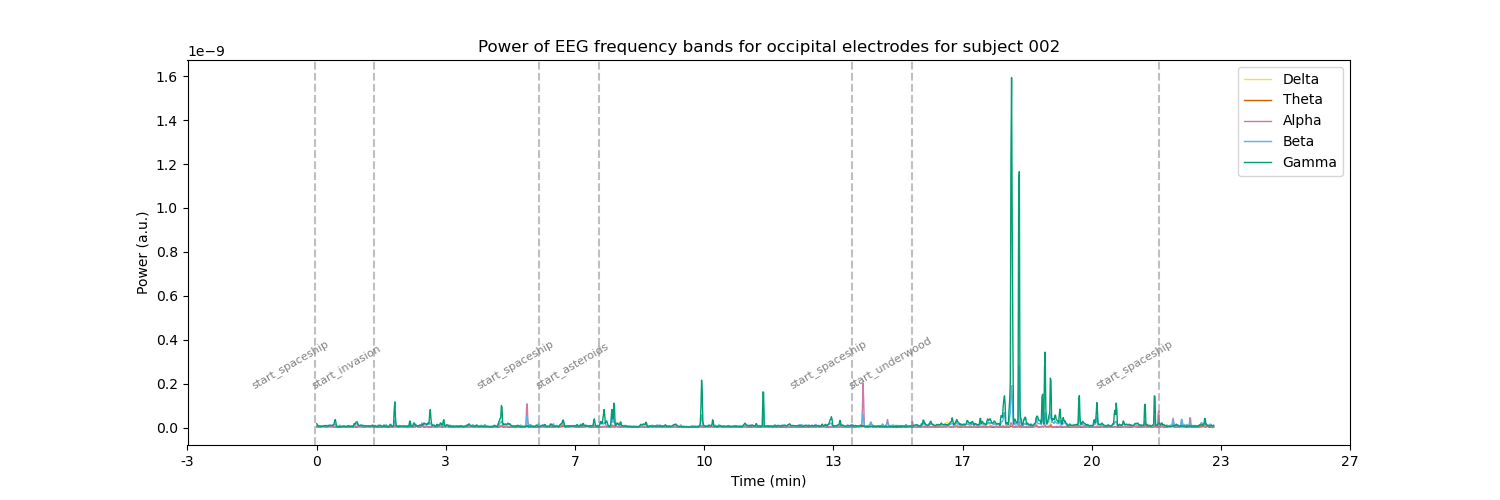 Power of EEG frequency bands for occipital electrodes for subject 002
1e−9
1.6
1.4
1.2
1.0
0.8
0.6
0.4
0.2
0.0
Power (a.u.)
start_spaceship
start_invasion
start_spaceship
start_asteroids
start_spaceship
start_underwood
start_spaceship
Delta
Theta
Alpha
Beta
Gamma
-3 0 3 7 10 13 17 20 23 27
Time (min)